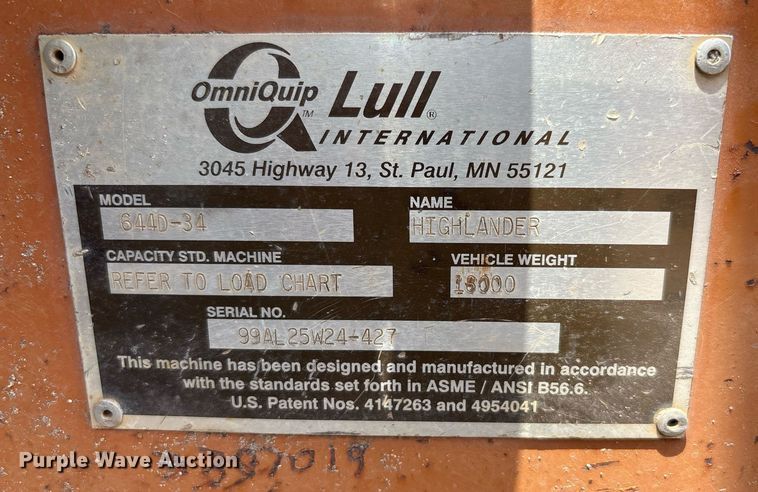 OmniQuip™ Lull®
INTERNATIONAL
3045 Highway 13, St. Paul, MN 55121
MODEL NAME
644D-34 HIGHLANDER
CAPACITY STD. MACHINE VEHICLE WEIGHT
REFER TO LOAD CHART
SERIAL NO.
99AL25W24-427
This machine has been designed and manufactured in accordance
with the standards set forth in ASME / ANSI B56.6.
U.S. Patent Nos. 4147263 and 4954041
Purple Wave Auction